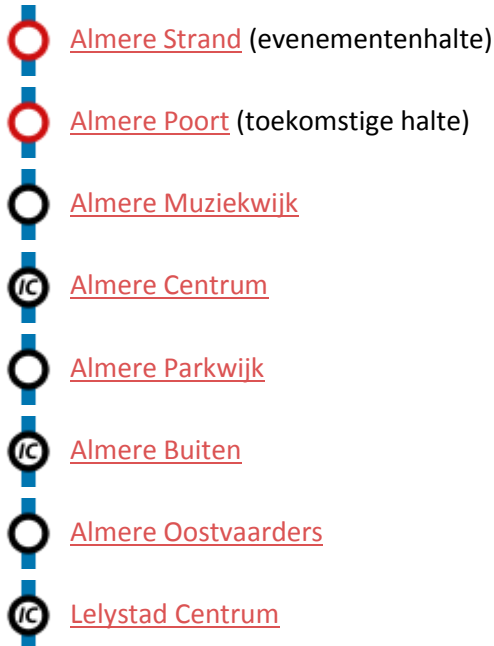 Almere Strand (evenementenhalte)
Almere Poort (toekomstige halte)
Almere Muziekwijk
IC Almere Centrum
Almere Parkwijk
IC Almere Buiten
Almere Oostvaarders
IC Lelystad Centrum